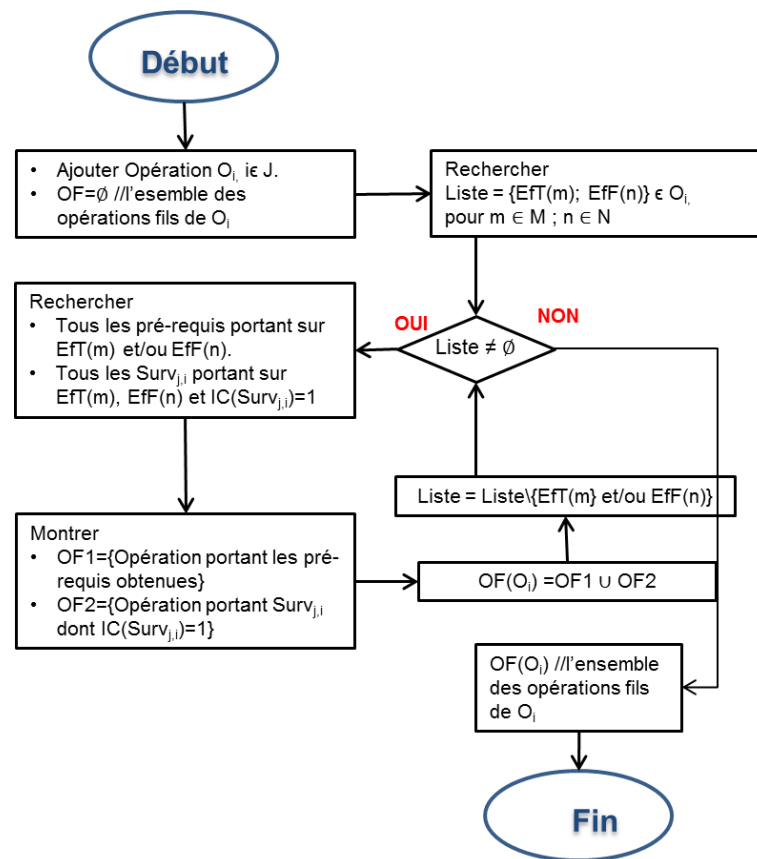 Début
• Ajouter Opération Oi, iϵ J.
• OF=∅ //l'esemble des
opérations fils de Oi
Rechercher
Liste = {EfT(m); EfF(n)} ϵ Oi,
pour m ∈ M ; n ∈ N
Rechercher
• Tous les pré-requis portant sur
EfT(m) et/ou EfF(n).
• Tous les Survj,i portant sur
EfT(m), EfF(n) et IC(Survj,i)=1
OUI
NON
Liste ≠ ∅
Liste = Liste\{EfT(m} et/ou EfF(n)}
Montrer
• OF1={Opération portant les pré-
requis obtenues}
• OF2={Opération portant Survj,i
dont IC(Survj,i)=1}
OF(Oi) =OF1 ∪ OF2
OF(Oi) //l'ensemble
des opérations fils
de Oi
Fin